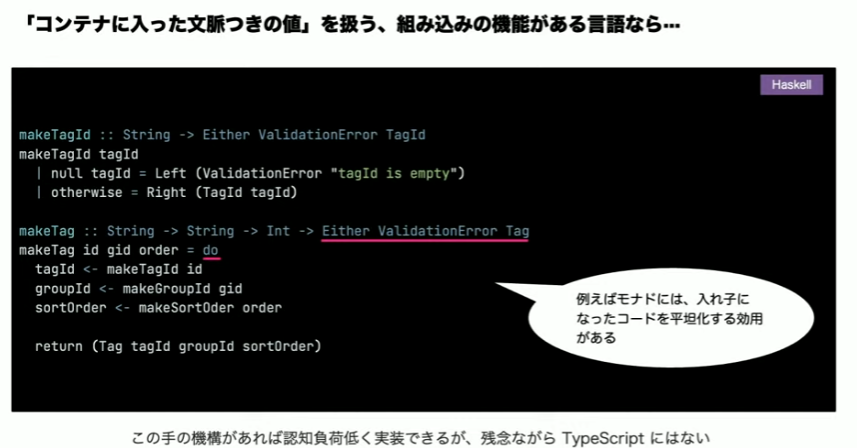 「コンテナに入った文脈つきの値」を扱う、組み込みの機能がある言語なら…
Haskell
makeTagId :: String -> Either ValidationError TagId
makeTagId tagId
  | null tagId = Left (ValidationError "tagId is empty")
  | otherwise = Right (TagId tagId)
makeTag :: String -> String -> Int -> Either ValidationError Tag
makeTag id gid order = do
  tagId <- makeTagId id
  groupId <- makeGroupId gid
  sortOrder <- makeSortOder order
  return (Tag tagId groupId sortOrder)
例えばモナドには、入れ子に
なったコードを平坦化する効用
がある
この手の機構があれば認知負荷低く実装できるが、残念ながら TypeScript にはない